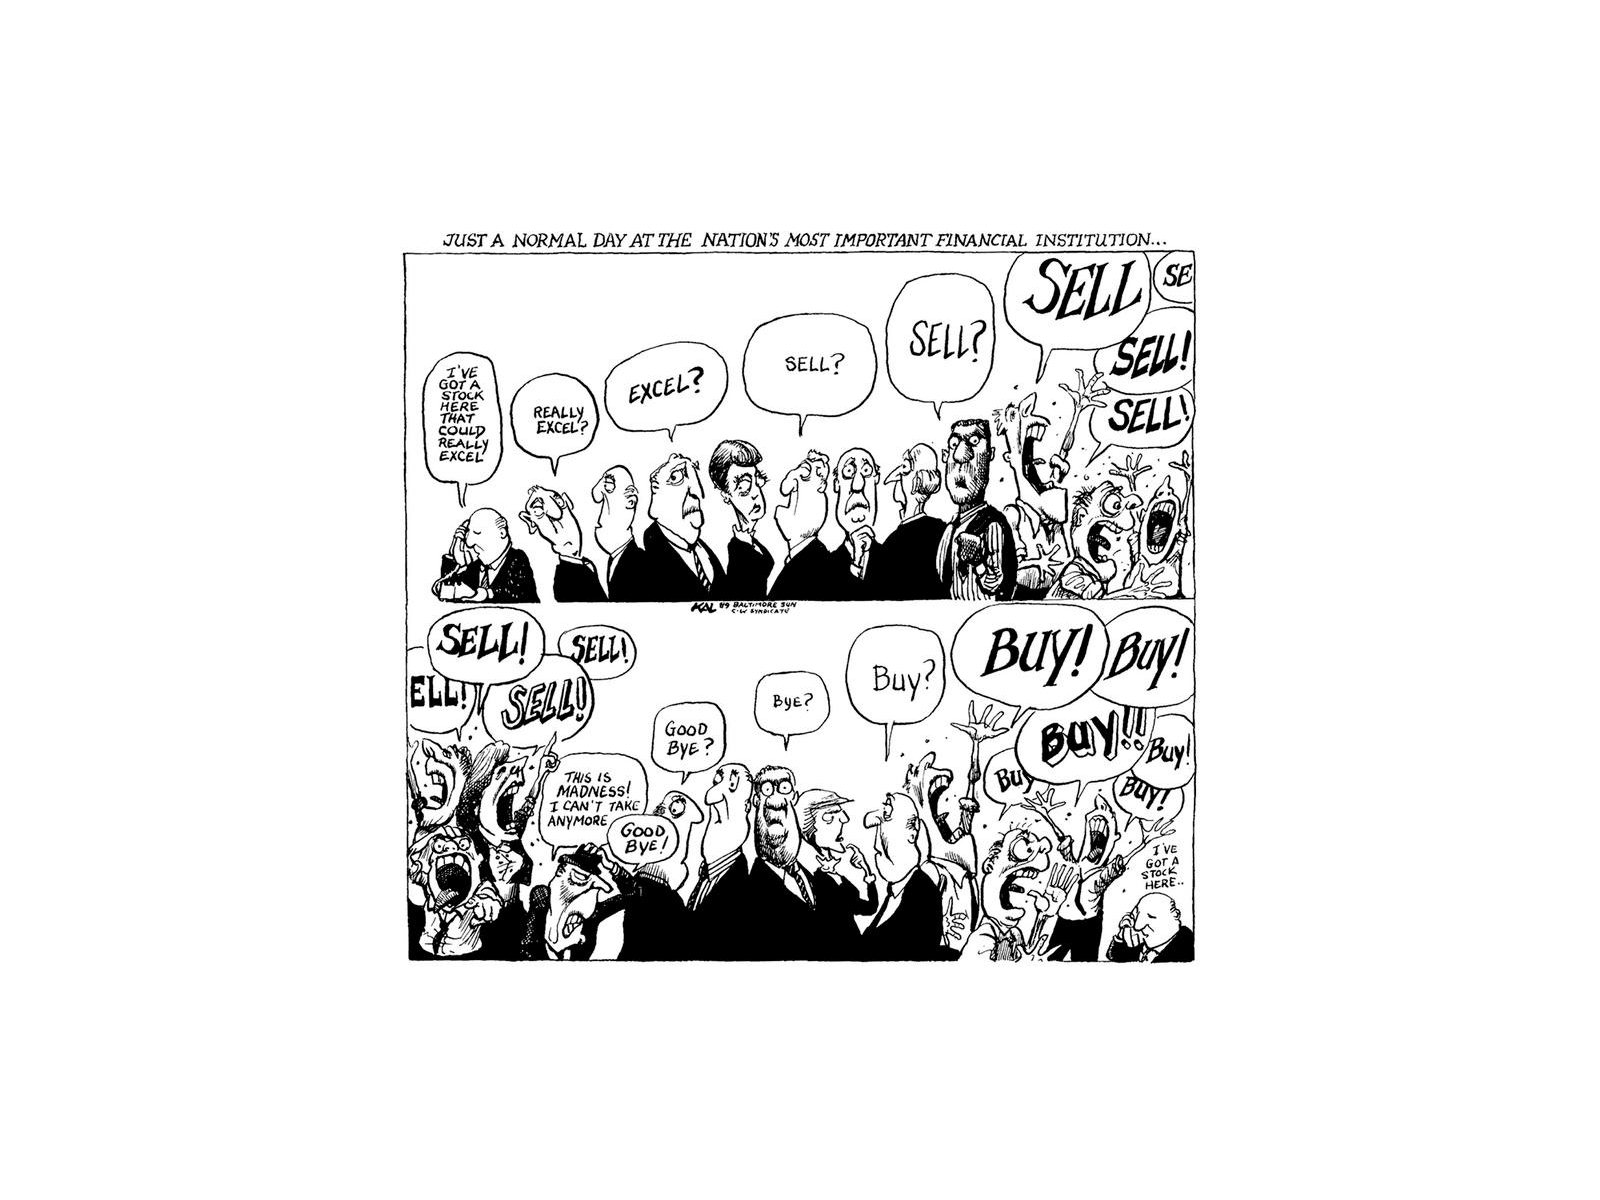 JUST A NORMAL DAY AT THE NATION'S MOST IMPORTANT FINANCIAL INSTITUTION...
I'VE
GOT A
STOCK
HERE
THAT
COULD
REALLY
EXCEL
REALLY
EXCEL?
EXCEL?
SELL?
SELL?
SELL
SE
SELL!
SELL!
KAL '89 BALTIMORE SUN
C·W SYNDICATE
SELL!
SELL!
ELL!
SELL!
THIS IS
MADNESS!
I CAN'T TAKE
ANYMORE
GOOD
BYE!
GOOD
BYE?
BYE?
BUY?
BUY!
BUY!
BUY!!
BUY!
BUY
BUY!
I'VE
GOT A
STOCK
HERE..